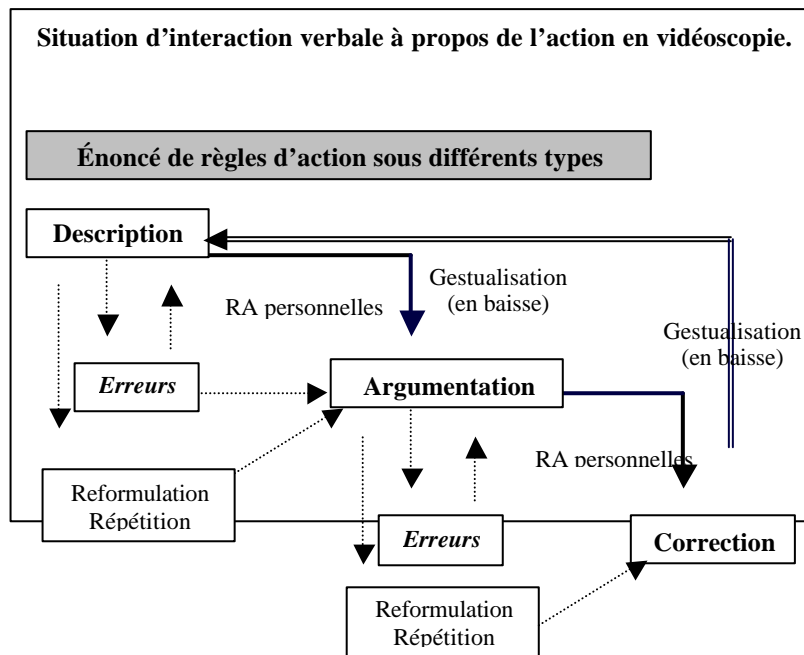 Situation d’interaction verbale à propos de l’action en vidéoscopie.
Énoncé de règles d’action sous différents types
Description
Gestualisation
(en baisse)
RA personnelles
Gestualisation
(en baisse)
Erreurs
Argumentation
RA personnelles
Reformulation
Répétition
Erreurs
Correction
Reformulation
Répétition